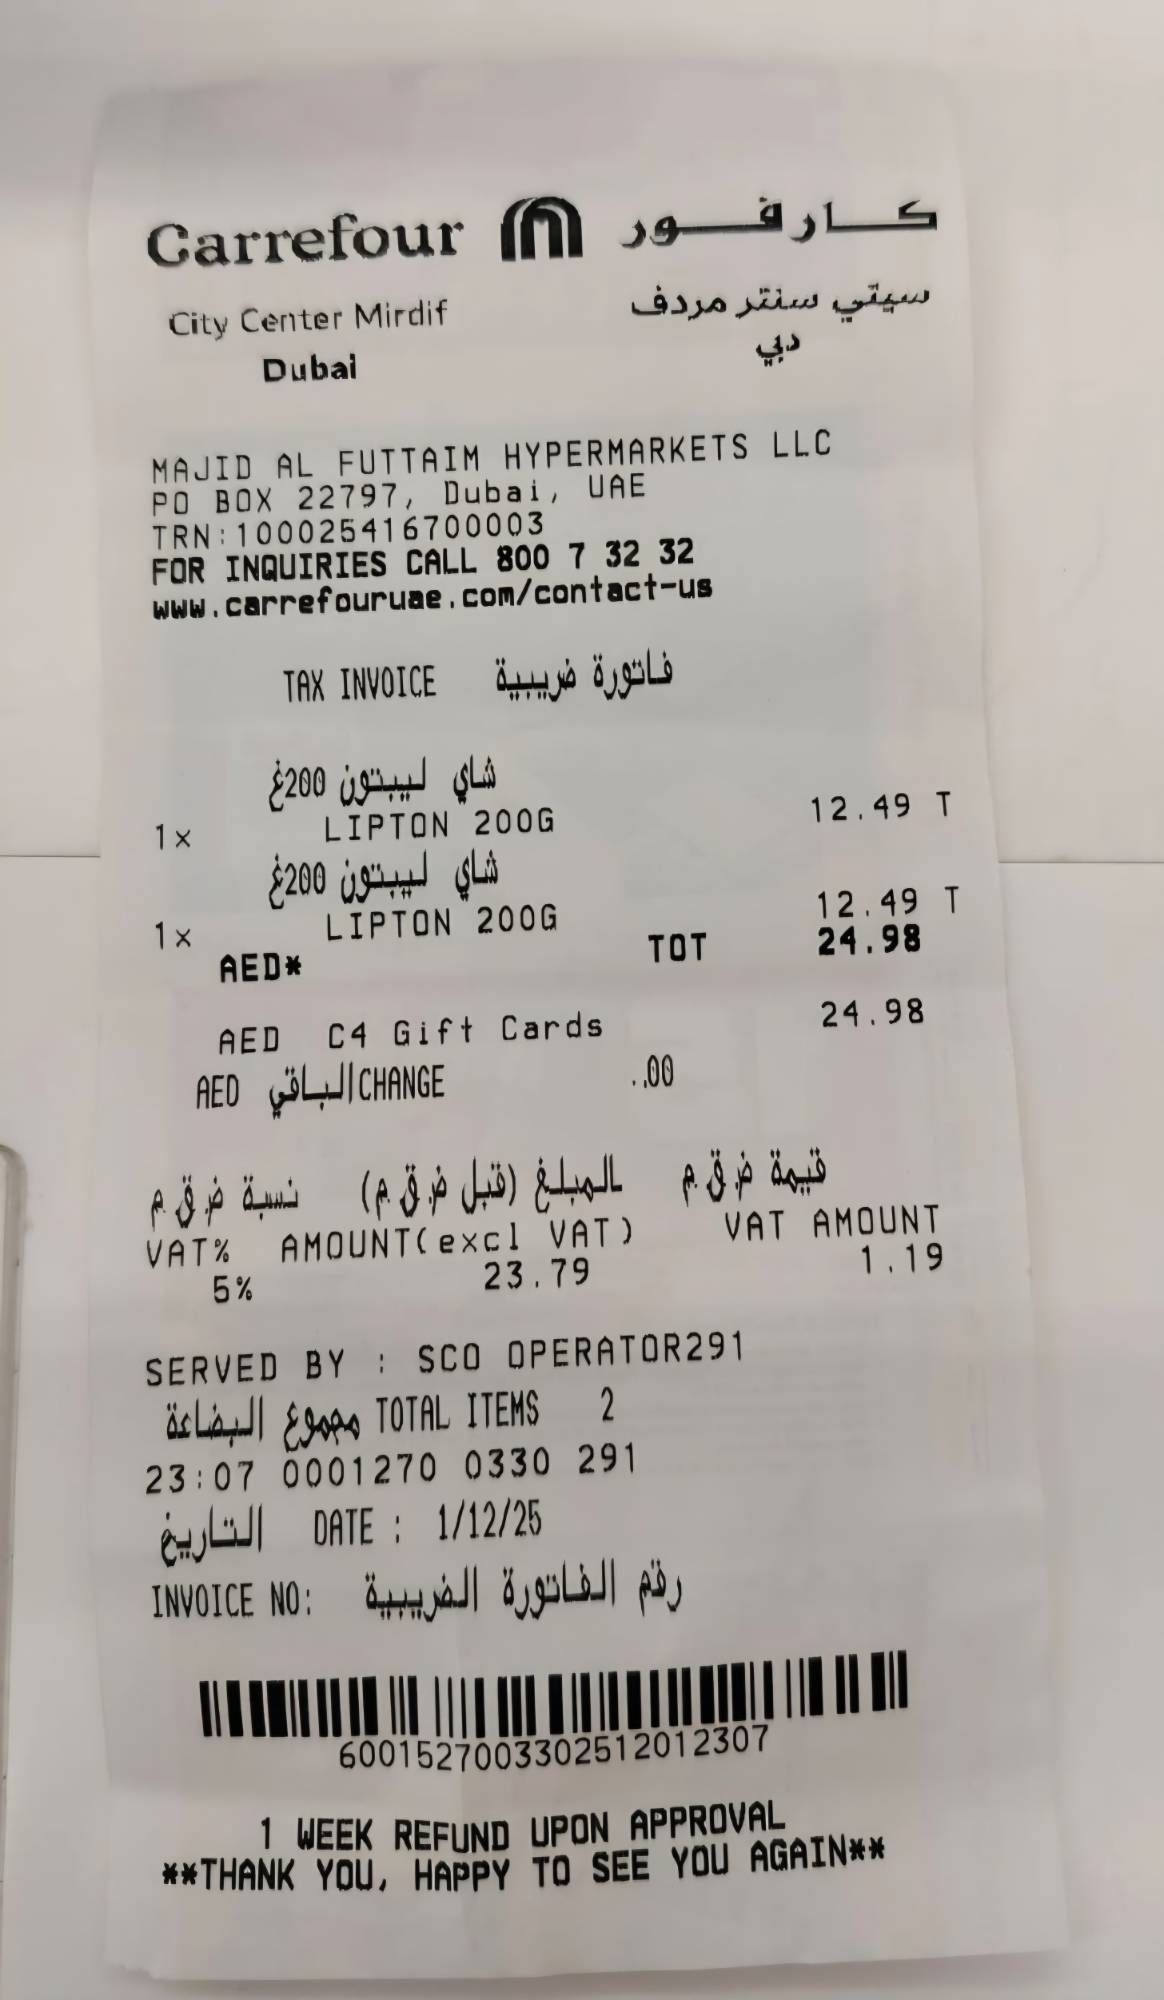 Carrefour كارفور
City Center Mirdif سيتي سنتر مردف
Dubai دبي
MAJID AL FUTTAIM HYPERMARKETS LLC
PO BOX 22797, Dubai, UAE
TRN:100025416700003
FOR INQUIRIES CALL 800 7 32 32
www.carrefouruae.com/contact-us
TAX INVOICE فاتورة ضريبية
شاي ليبتون 200غ
1x LIPTON 200G 12.49 T
شاي ليبتون 200غ
1x LIPTON 200G 12.49 T
AED* TOT 24.98
AED C4 Gift Cards 24.98
AED الباقي CHANGE ..00
نسبة ض.ق.م المبلغ (قبل ض.ق.م) قيمة ض.ق.م
VAT% AMOUNT(excl VAT) VAT AMOUNT
5% 23.79 1.19
SERVED BY : SCO OPERATOR291
مجموع البضاعة TOTAL ITEMS 2
23:07 0001270 0330 291
التاريخ DATE : 1/12/25
INVOICE NO: رقم الفاتورة الضريبية
6001527003302512012307
1 WEEK REFUND UPON APPROVAL
**THANK YOU, HAPPY TO SEE YOU AGAIN**